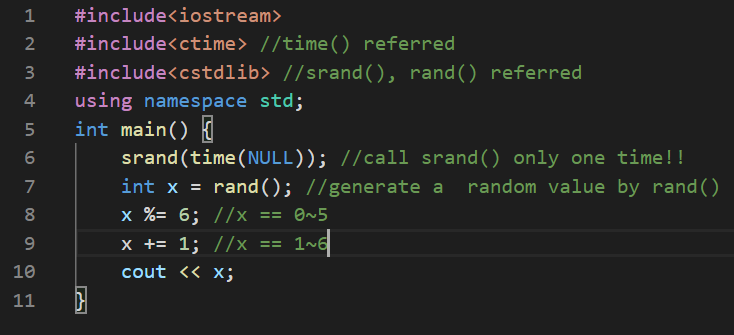 1 #include<iostream>
2 #include<ctime> //time() referred
3 #include<cstdlib> //srand(), rand() referred
4 using namespace std;
5 int main() {
6     srand(time(NULL)); //call srand() only one time!!
7     int x = rand(); //generate a  random value by rand()
8     x %= 6; //x == 0~5
9     x += 1; //x == 1~6
10     cout << x;
11 }